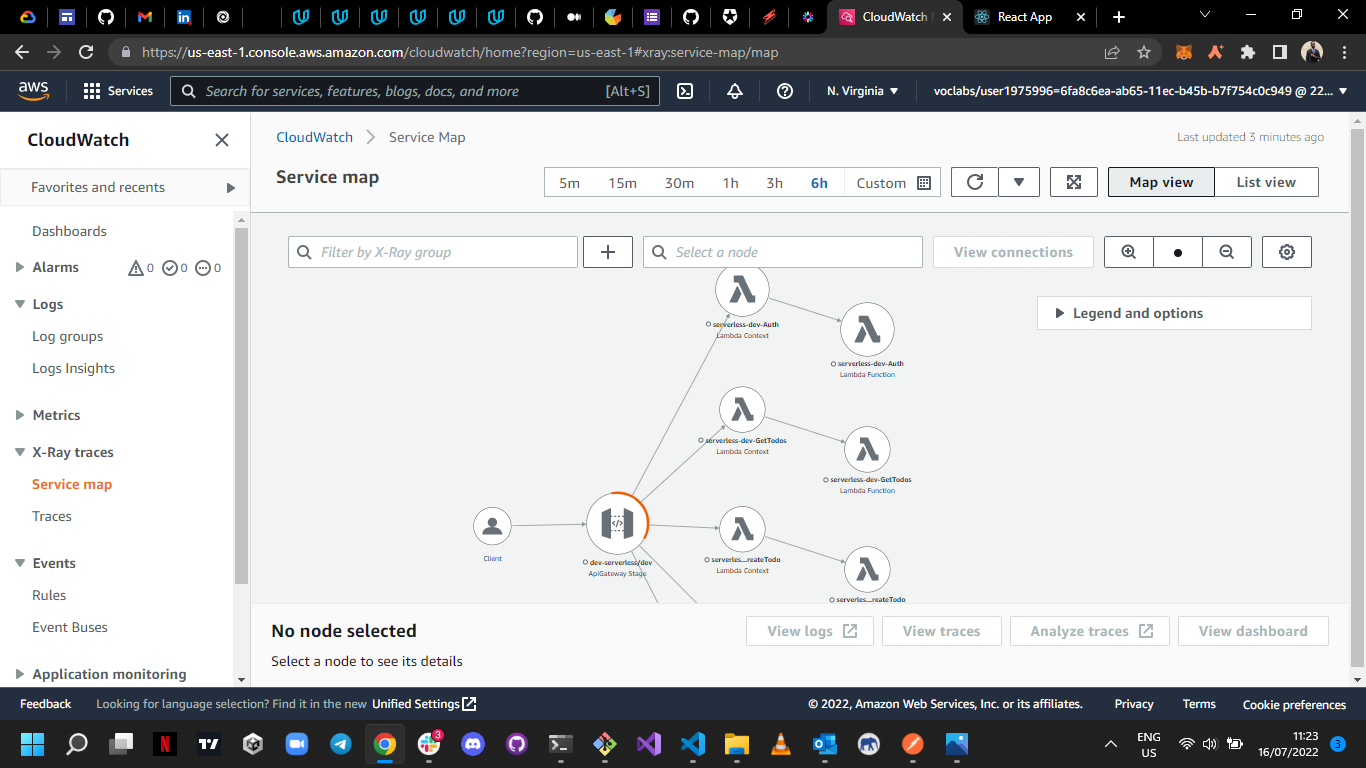 CloudWatch
React App
https://us-east-1.console.aws.amazon.com/cloudwatch/home?region=us-east-1#xray:service-map/map
aws
Services
Search for services, features, blogs, docs, and more
[Alt+S]
N. Virginia
voclabs/user1975996=6fa8c6ea-ab65-11ec-b45b-b7f754c0c949 @ 22...
CloudWatch
Favorites and recents
Dashboards
Alarms
0
0
0
Logs
Log groups
Logs Insights
Metrics
X-Ray traces
Service map
Traces
Events
Rules
Event Buses
Application monitoring
CloudWatch
Service Map
Last updated 3 minutes ago
Service map
5m
15m
30m
1h
3h
6h
Custom
Map view
List view
Filter by X-Ray group
Select a node
View connections
Legend and options
serverless-dev-Auth
Lambda Context
serverless-dev-Auth
Lambda Function
serverless-dev-GetTodos
Lambda Context
serverless-dev-GetTodos
Lambda Function
Client
dev-serverless/dev
ApiGateway Stage
serverles...reateTodo
Lambda Context
serverles...reateTodo
No node selected
View logs
View traces
Analyze traces
View dashboard
Select a node to see its details
Feedback
Looking for language selection? Find it in the new Unified Settings
© 2022, Amazon Web Services, Inc. or its affiliates.
Privacy
Terms
Cookie preferences
3
ENG
US
11:23
16/07/2022
3